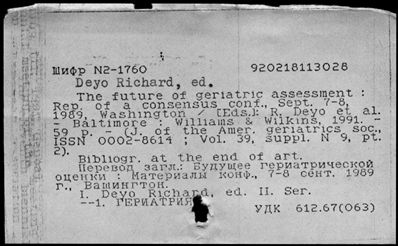 Шифр N2-1760 920218113028
Deyo Richard, ed.
The future of geriatric assessment :
Rep. of a consensus conf., Sept. 7-8,
1989, Washington / [Eds.]: R. Deyo et al.
- Baltimore : Williams & Wilkins, 1991. -
59 p. - (J. of the Amer. geriatrics soc.,
ISSN 0002-8614 ; Vol. 39, suppl. N 9, pt.
2).
Bibliogr. at the end of art.
Перевод загл.: Будущее гериатрической
оценки : Материалы конф., 7-8 сент. 1989
г., Вашингтон.
I. Deyo Richard, ed. II. Ser.
--1. ГЕРИАТРИЯ
УДК 612.67(063)